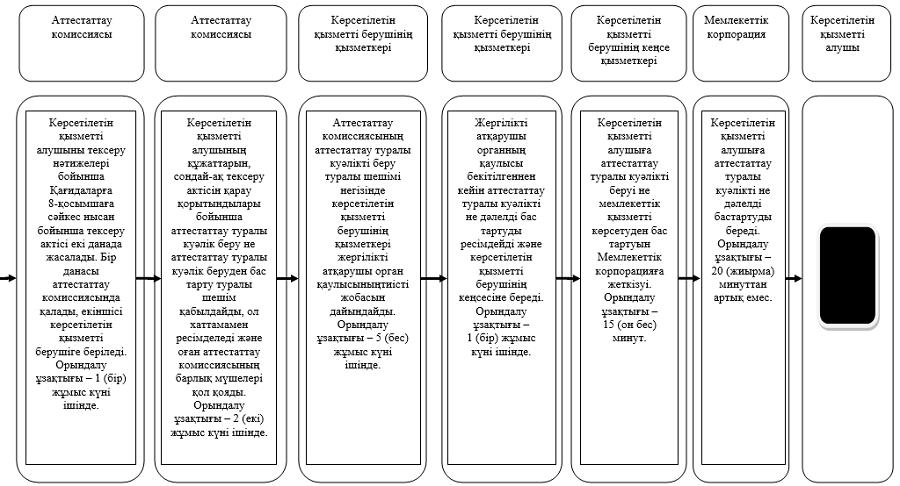 Аттестаттау
комиссиясы
Аттестаттау
комиссиясы
Көрсетілетін
қызметті берушінің
қызметкері
Көрсетілетін
қызметті берушінің
қызметкері
Көрсетілетін
қызметті
берушінің кеңсе
қызметкері
Мемлекеттік
корпорация
Көрсетілетін
қызметті
алушы
Көрсетілетін
қызметті
алушыны тексеру
нәтижелері
бойынша
Қағидаларға
8-қосымшаға
сәйкес нысан
бойынша тексеру
актісі екі данада
жасалады. Бір
данасы
аттестаттау
комиссиясында
қалады, екіншісі
көрсетілетін
қызметті
берушіге беріледі.
Орындалу
ұзақтығы – 1 (бір)
жұмыс күні
ішінде.
Көрсетілетін
қызметті
алушының
құжаттарын,
сондай-ақ тексеру
актісін қарау
қорытындылары
бойынша
аттестаттау туралы
куәлік беру не
аттестаттау туралы
куәлік беруден бас
тарту туралы
шешім
қабылдайды, ол
хаттамамен
ресімделеді және
оған аттестаттау
комиссиясының
барлық мүшелері
қол қояды.
Орындалу
ұзақтығы – 2 (екі)
жұмыс күні ішінде.
Аттестаттау
комиссиясының
аттестаттау туралы
куәлікті беру
туралы шешімі
негізінде
көрсетілетін
қызметті
берушінің
қызметкері
жергілікті
атқарушы орган
қаулысыныңтиісті
жобасын
дайындайды.
Орындалу
ұзақтығы – 5 (бес)
жұмыс күні
ішінде.
Жергілікті
атқарушы
органның
қаулысы
бекітілгеннен
кейін аттестаттау
туралы куәлікті
не дәлелді бас
тартуды
ресімдейді және
көрсетілетін
қызметті
берушінің
кеңсесіне береді.
Орындалу
ұзақтығы –
1 (бір) жұмыс
күні ішінде.
Көрсетілетін
қызметті
алушыға
аттестаттау
туралы куәлікті
беруі не
мемлекеттік
қызметті
көрсетуден бас
тартуын
Мемлекеттік
корпорацияға
жеткізуі.
Орындалу
ұзақтығы –
15 (он бес)
минут.
Көрсетілетін
қызметті
алушыға
аттестаттау
туралы
куәлікті не
дәлелді
бастартуды
береді.
Орындалу
ұзақтығы –
20 (жиырма)
минуттан
артық емес.